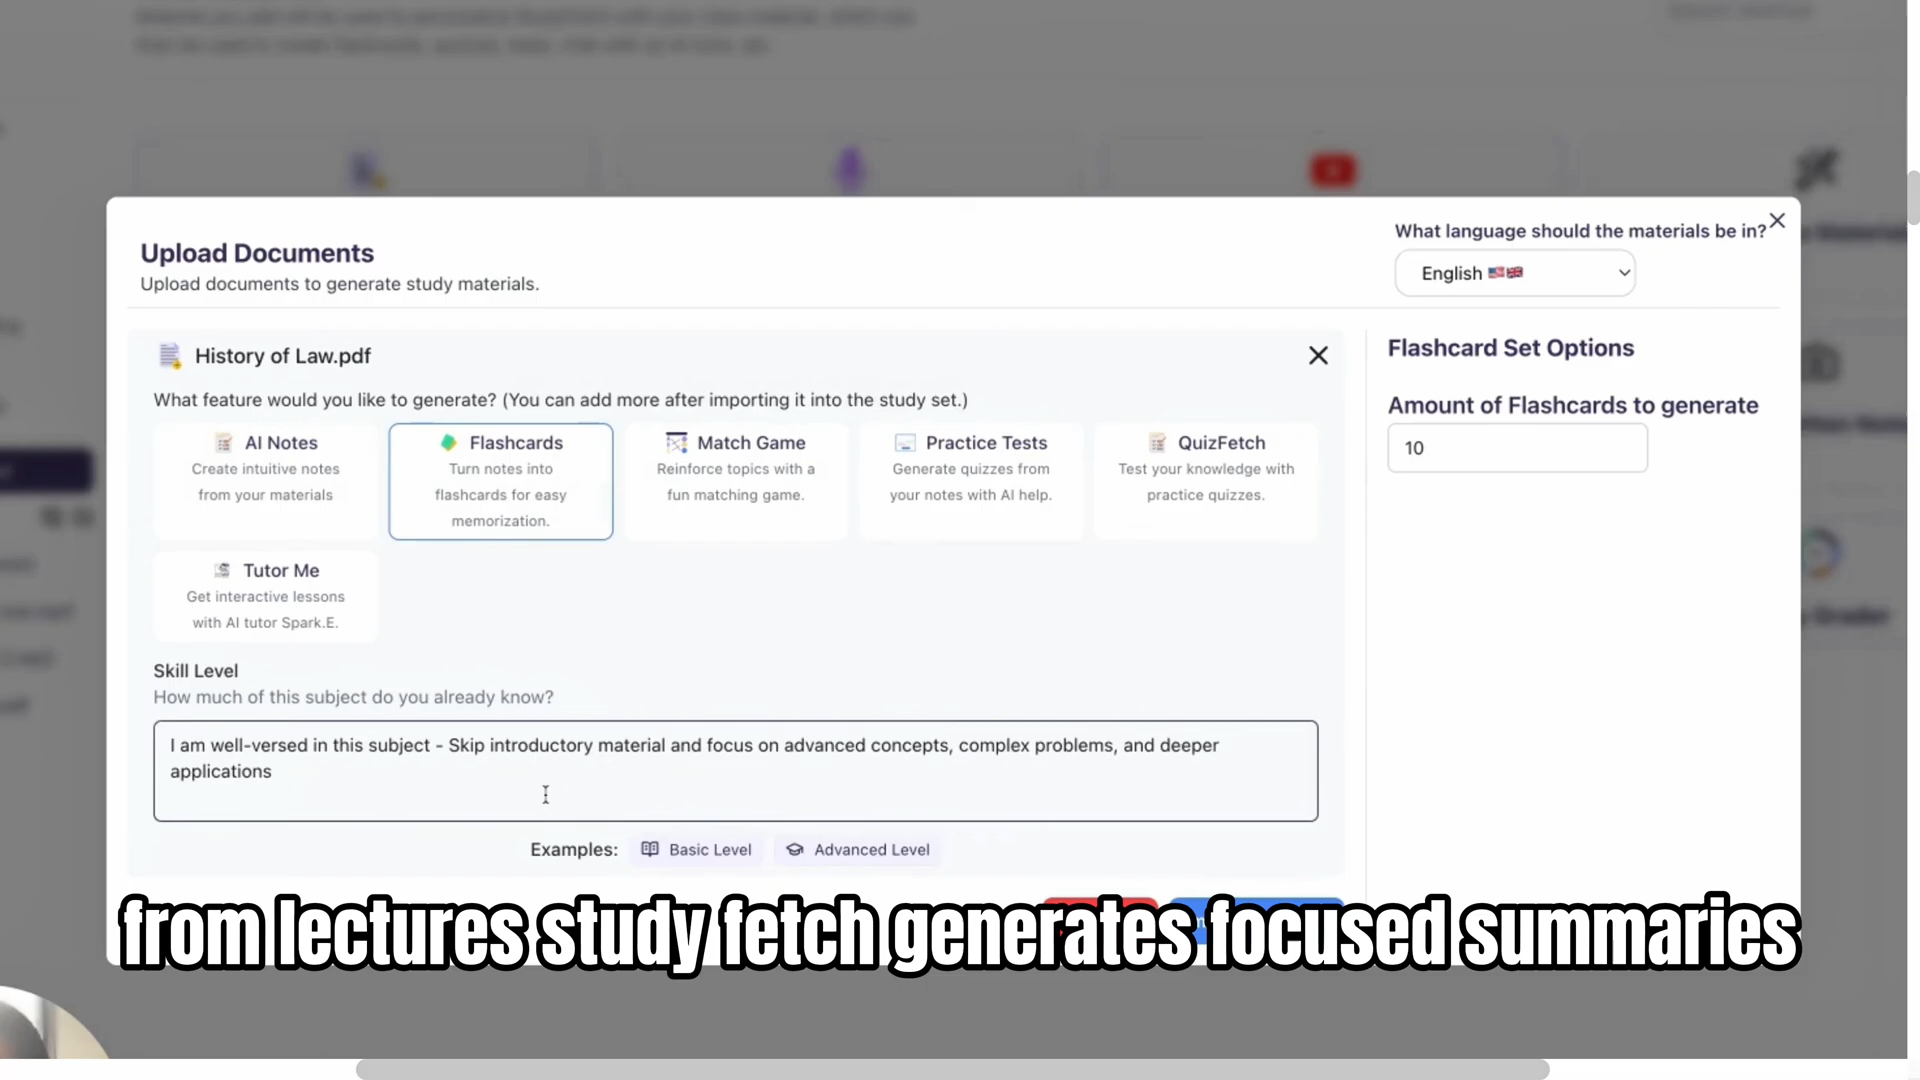 Upload Documents
Upload documents to generate study materials.
What language should the materials be in?
English
History of Law.pdf
What feature would you like to generate? (You can add more after importing it into the study set.)
AI Notes
Create intuitive notes
from your materials
Flashcards
Turn notes into
flashcards for easy
memorization.
Match Game
Reinforce topics with a
fun matching game.
Practice Tests
Generate quizzes from
your notes with AI help.
QuizFetch
Test your knowledge with
practice quizzes.
Tutor Me
Get interactive lessons
with AI tutor Spark.E.
Skill Level
How much of this subject do you already know?
I am well-versed in this subject - Skip introductory material and focus on advanced concepts, complex problems, and deeper
applications
Examples:
Basic Level
Advanced Level
Flashcard Set Options
Amount of Flashcards to generate
10
from lectures study fetch generates focused summaries